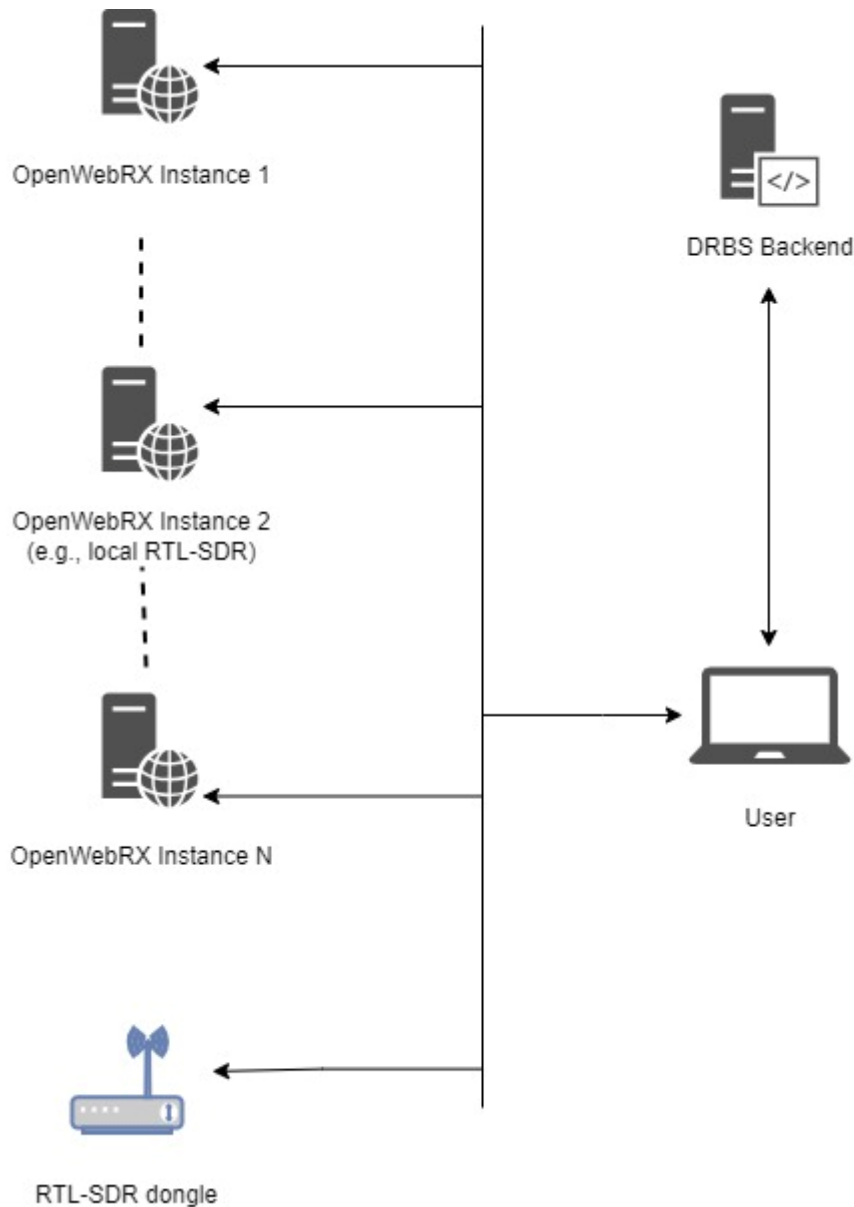 OpenWebRX Instance 1
</>
DRBS Backend
OpenWebRX Instance 2
(e.g., local RTL-SDR)
OpenWebRX Instance N
User
RTL-SDR dongle